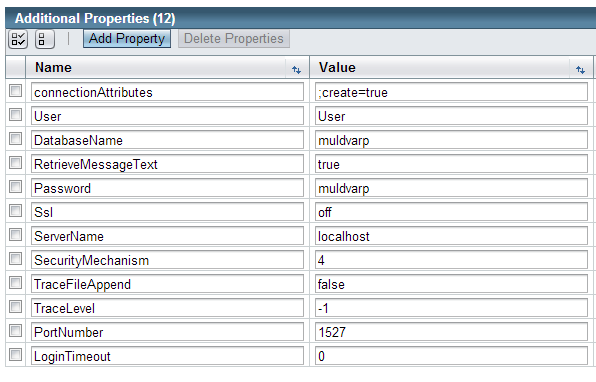 Additional Properties (12)
Add Property Delete Properties
Name Value
connectionAttributes ;create=true
User User
DatabaseName muldvarp
RetrieveMessageText true
Password muldvarp
Ssl off
ServerName localhost
SecurityMechanism 4
TraceFileAppend false
TraceLevel -1
PortNumber 1527
LoginTimeout 0